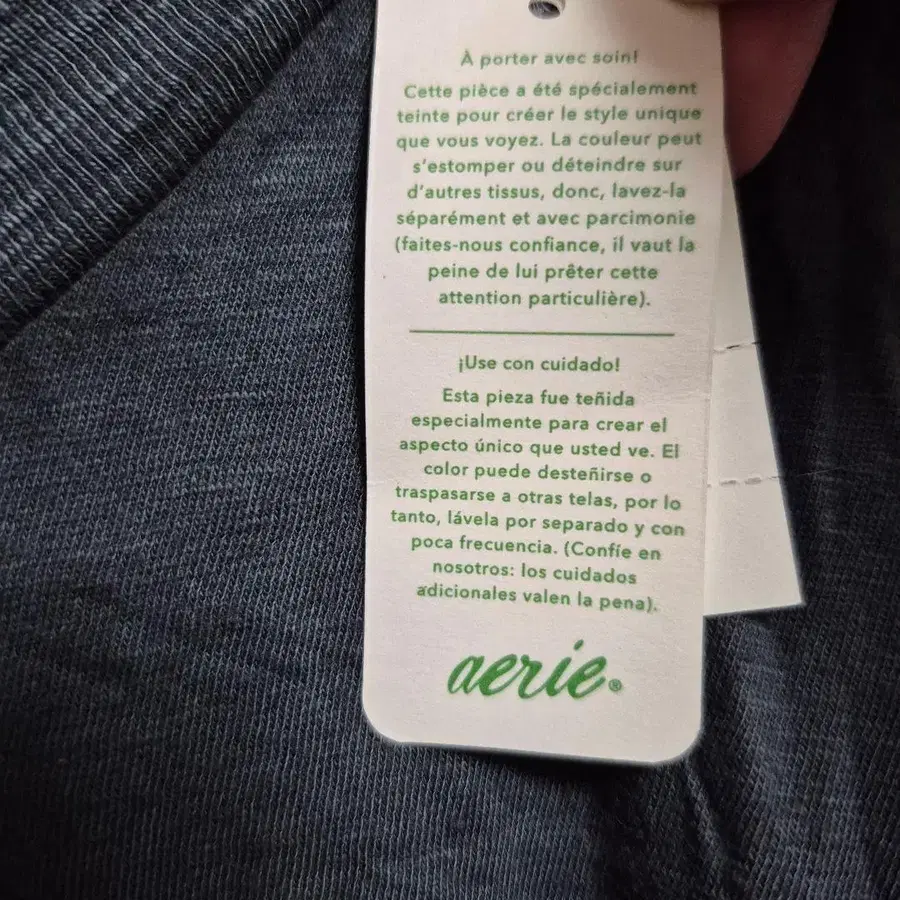 À porter avec soin!
Cette pièce a été spécialement
teinte pour créer le style unique
que vous voyez. La couleur peut
s'estomper ou déteindre sur
d'autres tissus, donc, lavez-la
séparément et avec parcimonie
(faites-nous confiance, il vaut la
peine de lui prêter cette
attention particulière).
¡Use con cuidado!
Esta pieza fue teñida
especialmente para crear el
aspecto único que usted ve. El
color puede desteñirse o
traspasarse a otras telas, por lo
tanto, lávela por separado y con
poca frecuencia. (Confíe en
nosotros: los cuidados
adicionales valen la pena).
aerie®